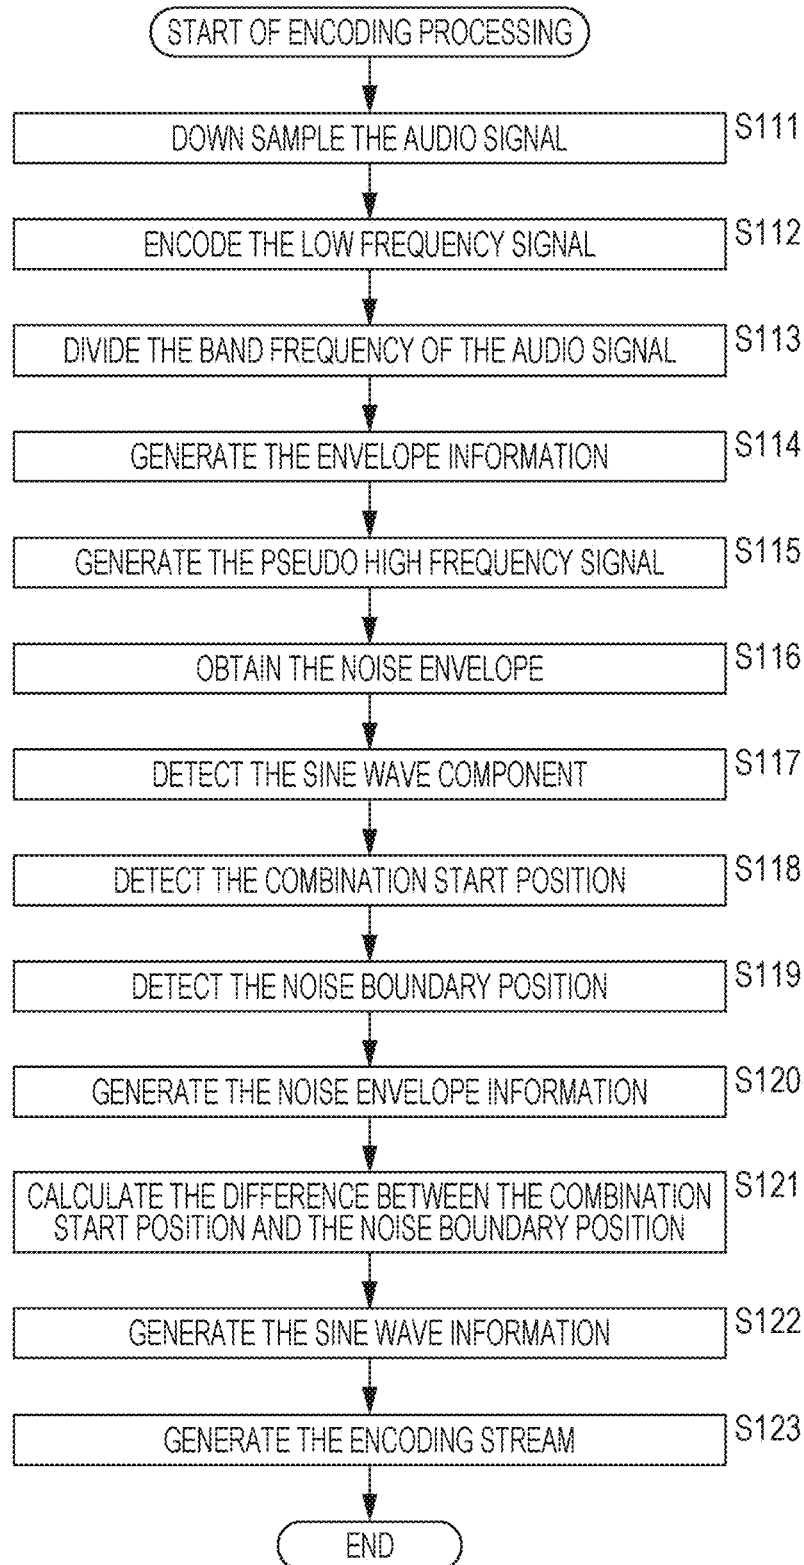 START OF ENCODING PROCESSING
DOWN SAMPLE THE AUDIO SIGNAL
S111
ENCODE THE LOW FREQUENCY SIGNAL
S112
DIVIDE THE BAND FREQUENCY OF THE AUDIO SIGNAL
S113
GENERATE THE ENVELOPE INFORMATION
S114
GENERATE THE PSEUDO HIGH FREQUENCY SIGNAL
S115
OBTAIN THE NOISE ENVELOPE
S116
DETECT THE SINE WAVE COMPONENT
S117
DETECT THE COMBINATION START POSITION
S118
DETECT THE NOISE BOUNDARY POSITION
S119
GENERATE THE NOISE ENVELOPE INFORMATION
S120
CALCULATE THE DIFFERENCE BETWEEN THE COMBINATION
START POSITION AND THE NOISE BOUNDARY POSITION
S121
GENERATE THE SINE WAVE INFORMATION
S122
GENERATE THE ENCODING STREAM
S123
END